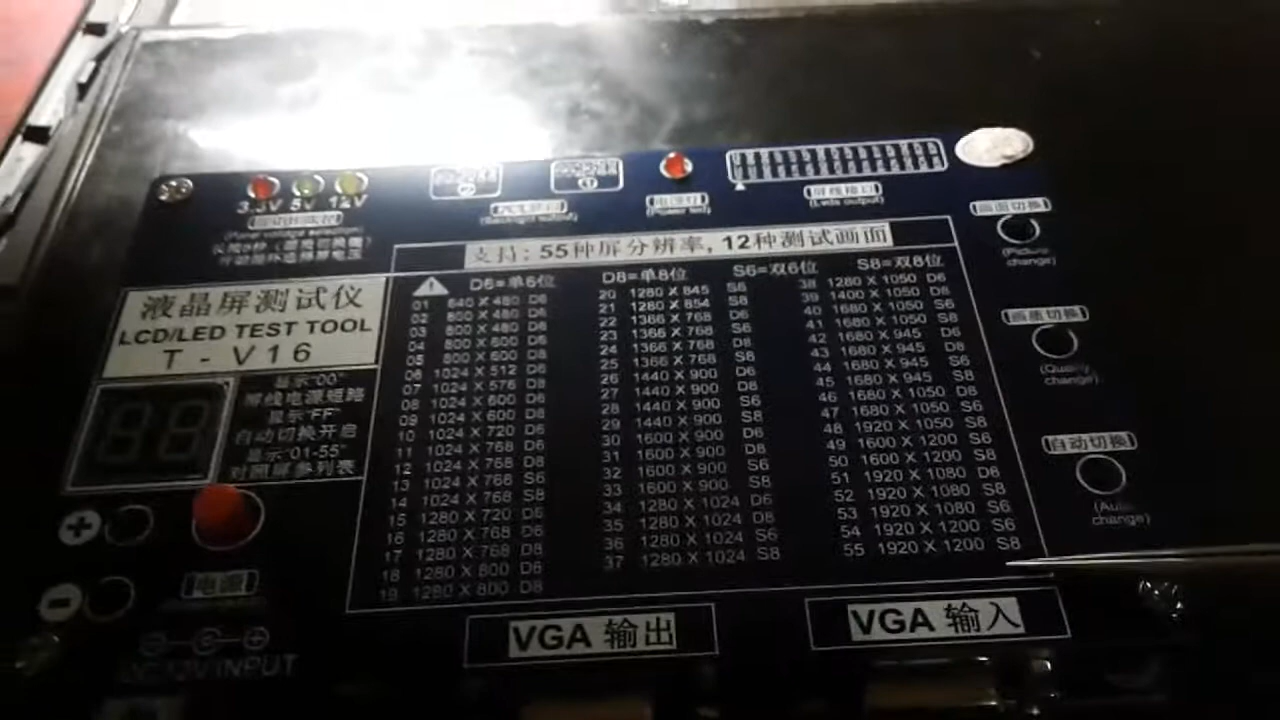 3.3V 5V 12V
(Power led)
屏线接口
(Lvds output)
画面切换
(Picture change)
支持: 55种屏分辨率, 12种测试画面
液晶屏测试仪
LCD/LED TEST TOOL
T - V16
显示"00"
屏线电源短路
显示"FF"
自动切换开启
显示"01-55"
对照屏参列表
D6=单6位 D8=单8位 S6=双6位 S8=双8位
01 640 X 480 D6
02 800 X 480 D6
03 800 X 480 D8
04 800 X 600 D6
05 800 X 600 D8
06 1024 X 512 D6
07 1024 X 576 D8
08 1024 X 600 D6
09 1024 X 600 D8
10 1024 X 720 D6
11 1024 X 768 D6
12 1024 X 768 D8
13 1024 X 768 S6
14 1024 X 768 S8
15 1280 X 720 D6
16 1280 X 768 D6
17 1280 X 768 D8
18 1280 X 800 D6
19 1280 X 800 D8
20 1280 X 845 S6
21 1280 X 854 S8
22 1366 X 768 D6
23 1366 X 768 S6
24 1366 X 768 D8
25 1366 X 768 S8
26 1440 X 900 D6
27 1440 X 900 D8
28 1440 X 900 S6
29 1440 X 900 S8
30 1600 X 900 D6
31 1600 X 900 D8
32 1600 X 900 S6
33 1600 X 900 S8
34 1280 X 1024 D6
35 1280 X 1024 D8
36 1280 X 1024 S6
37 1280 X 1024 S8
38 1280 X 1050 D6
39 1400 X 1050 D8
40 1680 X 1050 S6
41 1680 X 1050 S8
42 1680 X 945 D6
43 1680 X 945 D8
44 1680 X 945 S6
45 1680 X 945 S8
46 1680 X 1050 D8
47 1680 X 1050 S6
48 1920 X 1050 S8
49 1600 X 1200 S6
50 1600 X 1200 S8
51 1920 X 1080 D6
52 1920 X 1080 S8
53 1920 X 1080 S6
54 1920 X 1200 S6
55 1920 X 1200 S8
画质切换
(Quality change)
自动切换
(Auto change)
电源
DC12V INPUT
VGA 输出
VGA 输入